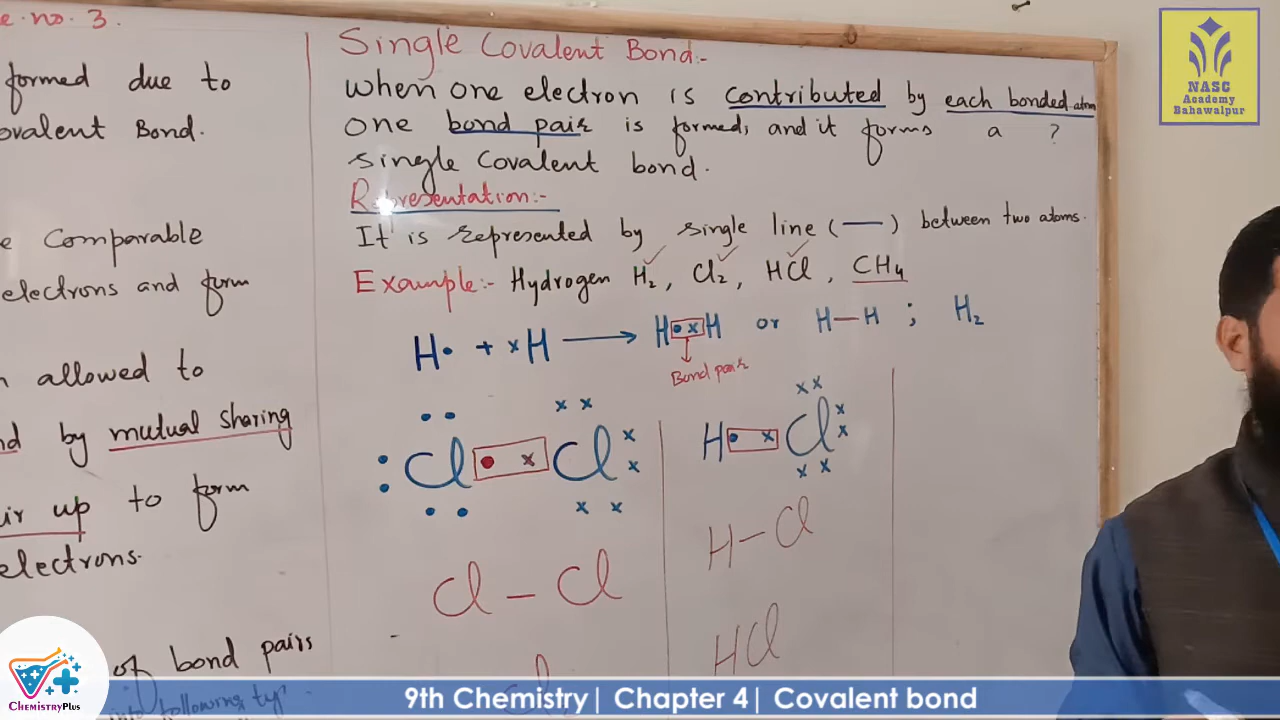 e. no. 3.
formed due to
ovalent Bond.
e Comparable
electrons and form
n allowed to
nd by mutual sharing
ir up to form
electrons.
of bond pairs
into following ty
Single Covalent Bond:-
When one electron is contributed by each bonded atom
one bond pair is formed, and it forms a ?
single Covalent bond.
Representation:-
It is represented by single line (—) between two atoms.
Example:- Hydrogen H2, Cl2, HCl, CH4
H• + ×H ⟶ H•×H or H—H ; H2
Bond pair
Cl • × Cl
Cl – Cl
Cl2
H • × Cl
H–Cl
HCl
NASC
Academy
Bahawalpur
ChemistryPlus
9th Chemistry| Chapter 4| Covalent bond